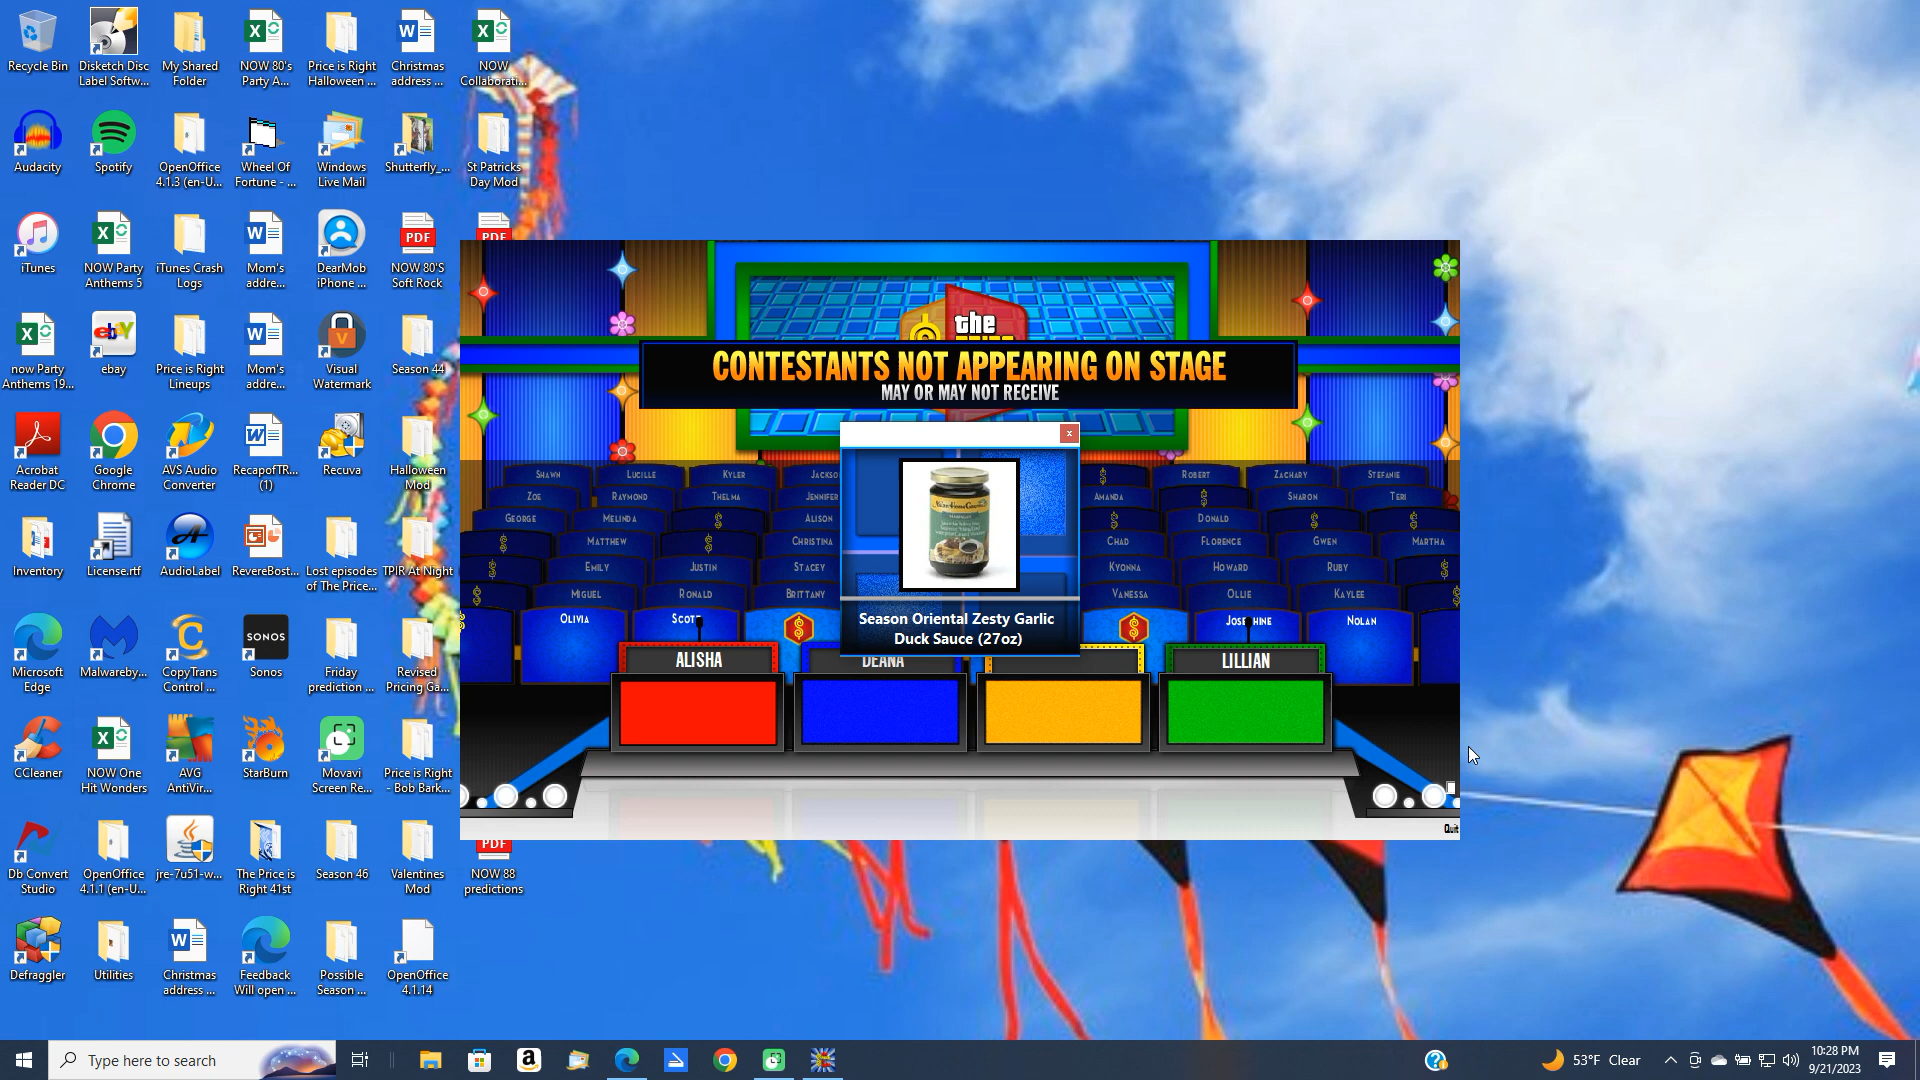 Recycle Bin
Disketch Disc
Label Softw...
My Shared
Folder
NOW 80's
Party A...
Price is Right
Halloween ...
Christmas
address ...
NOW
Collaborati...
Audacity
Spotify
OpenOffice
4.1.3 (en-U...
Wheel Of
Fortune - ...
Windows
Live Mail
Shutterfly_...
St Patricks
Day Mod
iTunes
NOW Party
Anthems 5
iTunes Crash
Logs
Mom's
addre...
DearMob
iPhone ...
PDF
NOW 80'S
Soft Rock
PDF
now Party
Anthems 19...
ebay
Price is Right
Lineups
Mom's
addre...
Visual
Watermark
Season 44
Acrobat
Reader DC
Google
Chrome
AVS Audio
Converter
RecapofTR...
(1)
Recuva
Halloween
Mod
Inventory
License.rtf
AudioLabel
RevereBost...
Lost episodes
of The Price...
TPIR At Night
Microsoft
Edge
Malwareby...
CopyTrans
Control ...
SONOS
Sonos
Friday
prediction ...
Revised
Pricing Ga...
CCleaner
NOW One
Hit Wonders
AVG
AntiVir...
StarBurn
Movavi
Screen Re...
Price is Right
- Bob Bark...
Db Convert
Studio
OpenOffice
4.1.1 (en-U...
jre-7u51-w...
The Price is
Right 41st
Season 46
Valentines
Mod
PDF
NOW 88
predictions
Defraggler
Utilities
Christmas
address ...
Feedback
Will open ...
Possible
Season ...
OpenOffice
4.1.14
the
CONTESTANTS NOT APPEARING ON STAGE
MAY OR MAY NOT RECEIVE
SHAWN LUCILLE KYLER JACKSO ROBERT ZACHARY STEFANIE
ZOE RAYMOND THELMA JENNIFER AMANDA SHARON TERI
GEORGE MELINDA ALISON DONALD
MATTHEW CHRISTINA CHAD FLORENCE GWEN MARTHA
EMILY JUSTIN STACEY KYONNA HOWARD RUBY
MIGUEL RONALD BRITTANY VANESSA OLLIE KAYLEE
OLIVIA SCOTT JOSEPHINE NOLAN
Season Oriental Zesty Garlic
Duck Sauce (27oz)
ALISHA DEANA LILLIAN
Quit
Type here to search
53°F Clear
10:28 PM
9/21/2023